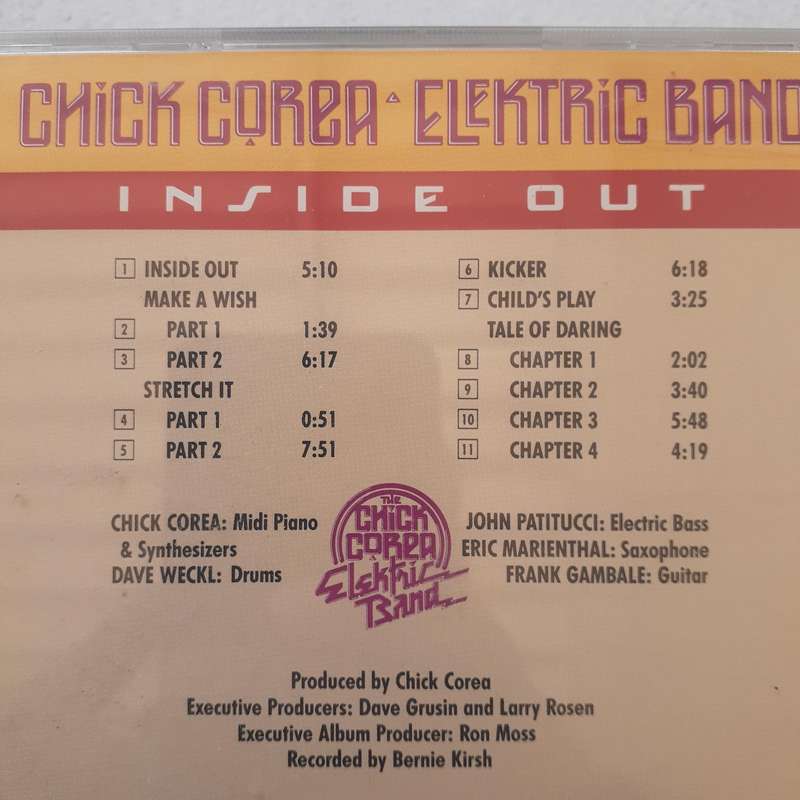 CHICK COREA ELEKTRIC BAND
INSIDE OUT
1 INSIDE OUT 5:10
MAKE A WISH
2 PART 1 1:39
3 PART 2 6:17
STRETCH IT
4 PART 1 0:51
5 PART 2 7:51
6 KICKER 6:18
7 CHILD'S PLAY 3:25
TALE OF DARING
8 CHAPTER 1 2:02
9 CHAPTER 2 3:40
10 CHAPTER 3 5:48
11 CHAPTER 4 4:19
CHICK COREA: Midi Piano
& Synthesizers
DAVE WECKL: Drums
THE
CHICK
COREA
Elektric
Band
JOHN PATITUCCI: Electric Bass
ERIC MARIENTHAL: Saxophone
FRANK GAMBALE: Guitar
Produced by Chick Corea
Executive Producers: Dave Grusin and Larry Rosen
Executive Album Producer: Ron Moss
Recorded by Bernie Kirsh